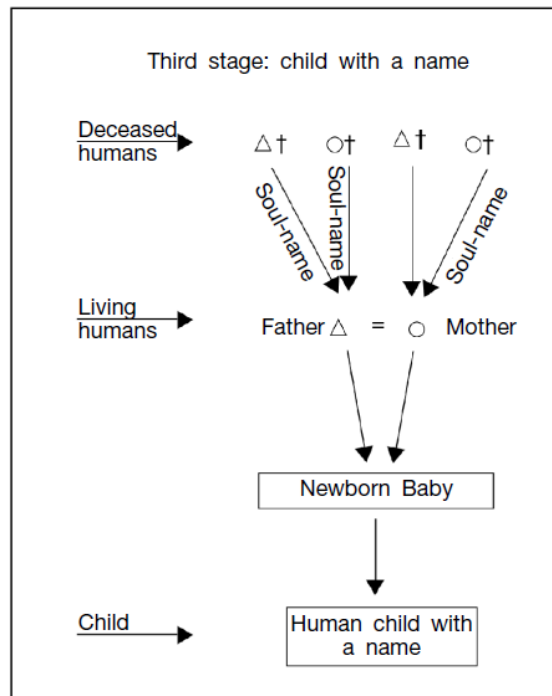 Third stage: child with a name
Deceased
humans
△† ○† △† ○†
Soul-name
Soul-name
Soul-name
Living
humans
Father △ = ○ Mother
Newborn Baby
Child
Human child with
a name